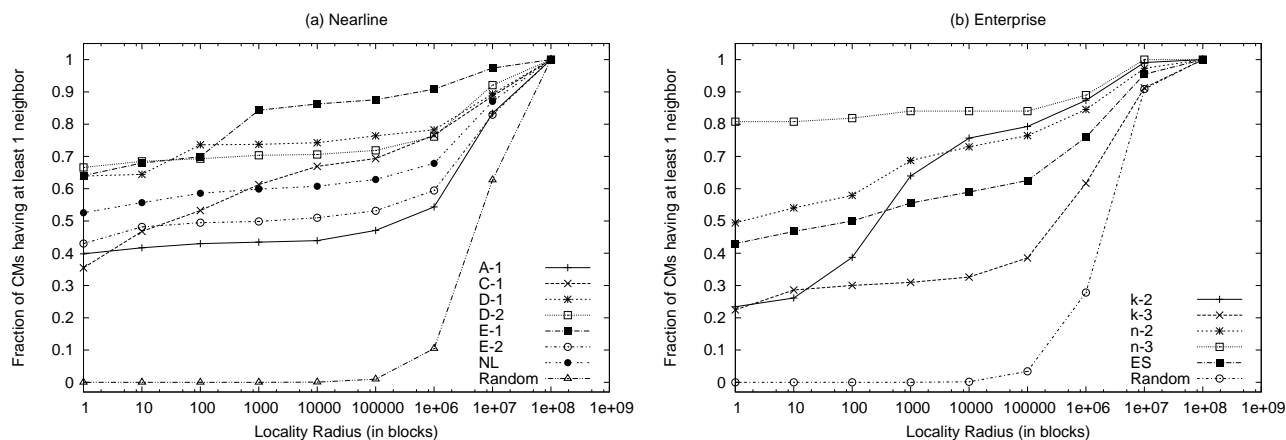 (a) Nearline
Fraction of CMs having at least 1 neighbor
1
0.9
0.8
0.7
0.6
0.5
0.4
0.3
0.2
0.1
0
A-1
C-1
D-1
D-2
E-1
E-2
NL
Random
1 10 100 1000 10000 100000 1e+06 1e+07 1e+08 1e+09
Locality Radius (in blocks)
(b) Enterprise
Fraction of CMs having at least 1 neighbor
1
0.9
0.8
0.7
0.6
0.5
0.4
0.3
0.2
0.1
0
k-2
k-3
n-2
n-3
ES
Random
1 10 100 1000 10000 100000 1e+06 1e+07 1e+08 1e+09
Locality Radius (in blocks)